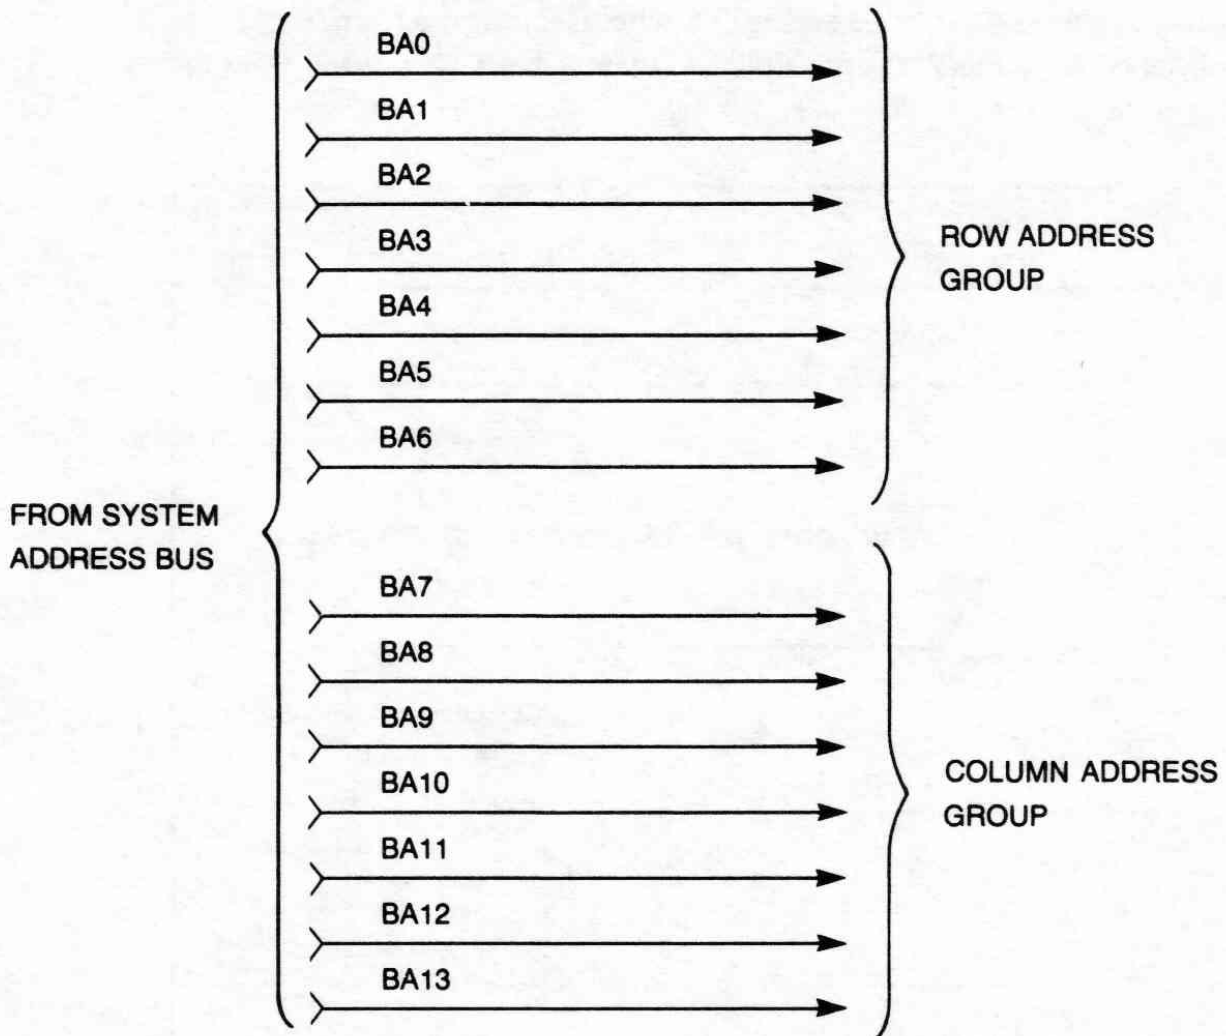 BA0
BA1
BA2
BA3
BA4
BA5
BA6
ROW ADDRESS
GROUP
FROM SYSTEM
ADDRESS BUS
BA7
BA8
BA9
BA10
BA11
BA12
BA13
COLUMN ADDRESS
GROUP